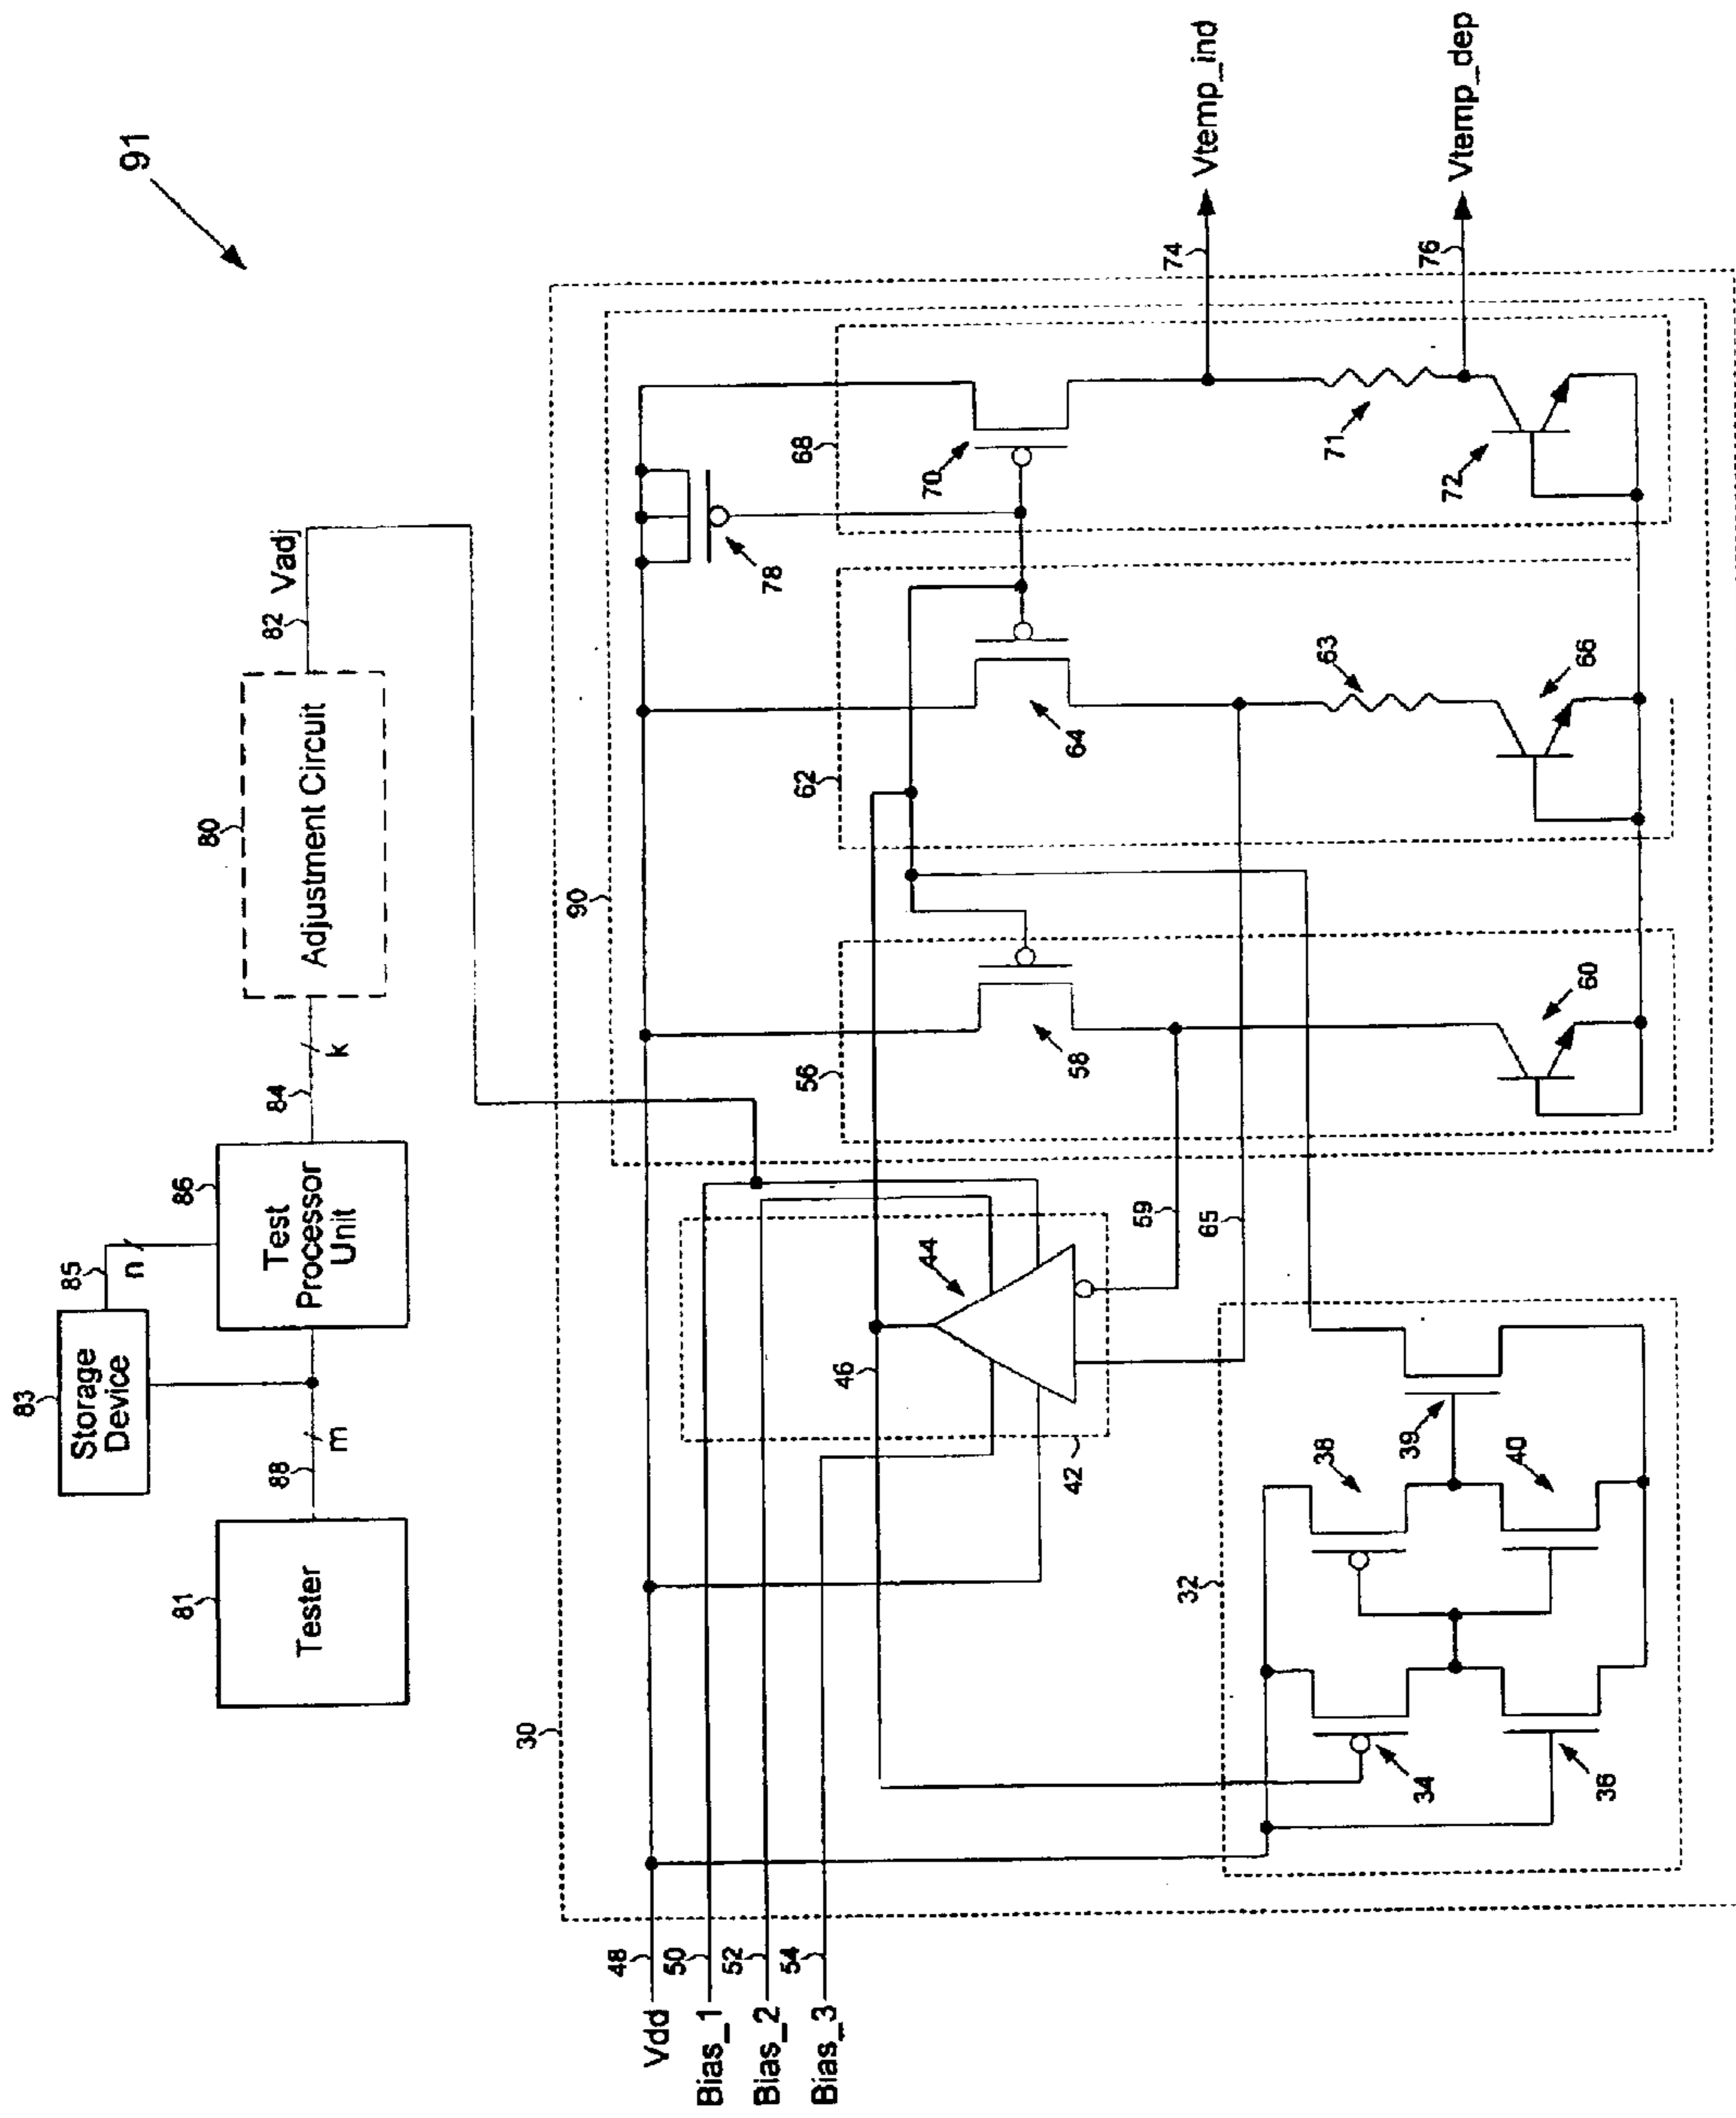 91
83
Storage
Device
85
n
81
Tester
88
m
86
Test
Processor
Unit
84
k
80
Adjustment Circuit
82
Vadj
30
90
Vdd
48
Bias_1
50
Bias_2
52
Bias_3
54
46
44
42
59
65
56
58
60
62
64
63
66
68
70
78
71
72
74
Vtemp_ind
76
Vtemp_dep
32
34
36
38
39
40